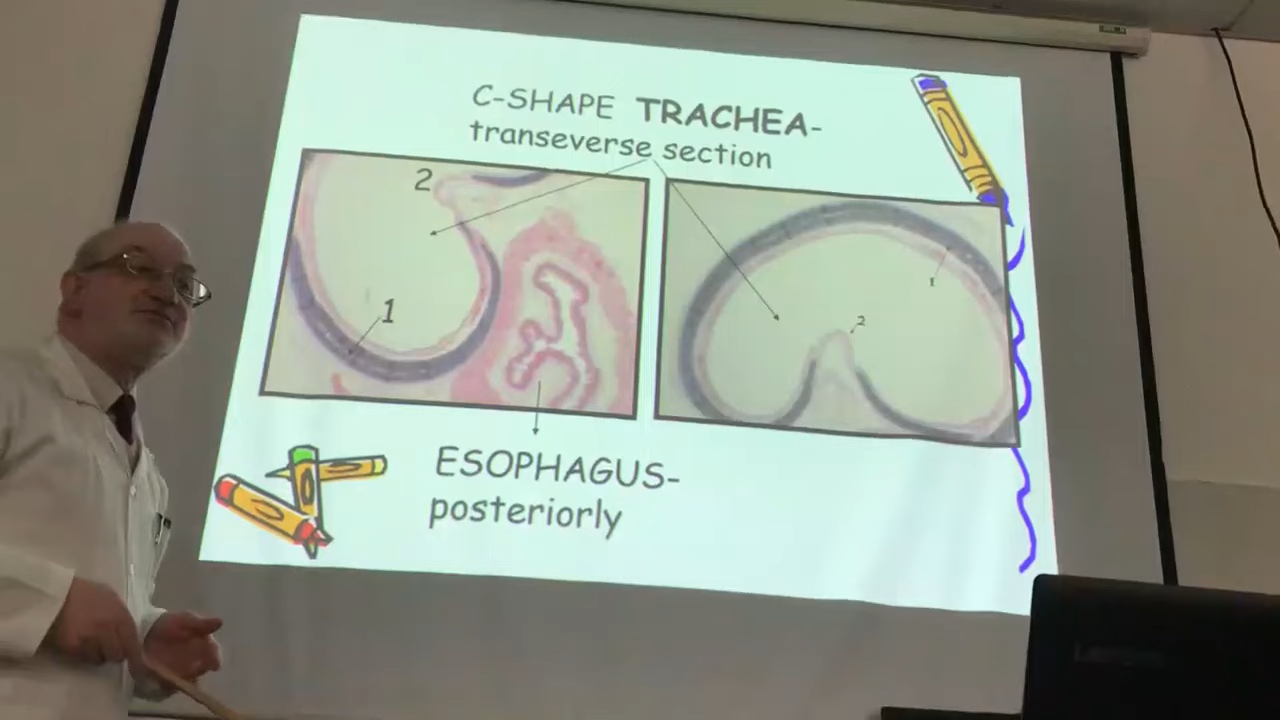 C-SHAPE TRACHEA-
transeverse section
2
1
1
2
ESOPHAGUS-
posteriorly